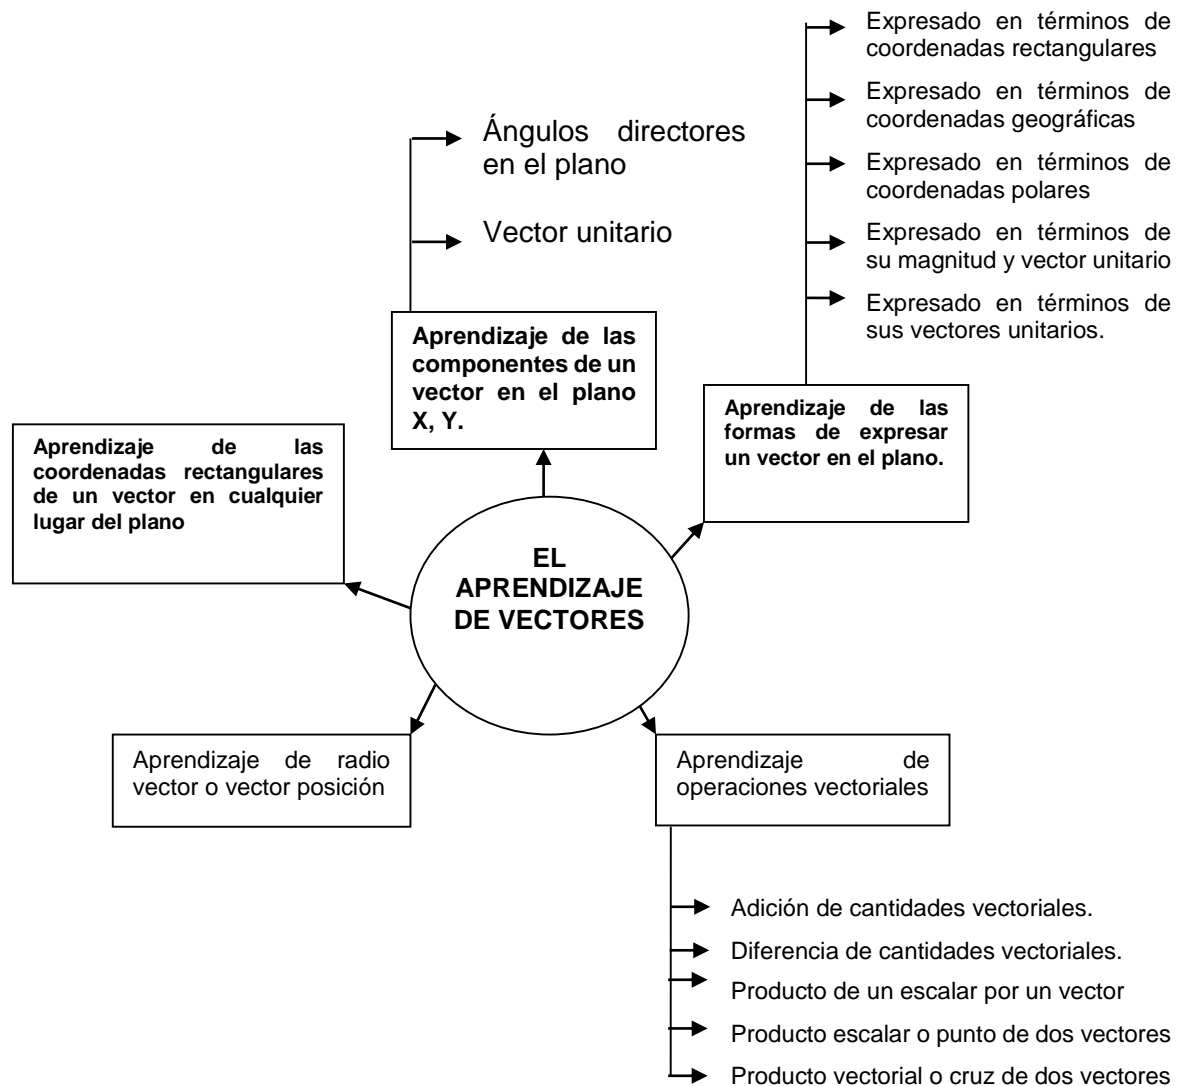 Expresado en términos de
coordenadas rectangulares
Expresado en términos de
coordenadas geográficas
Expresado en términos de
coordenadas polares
Expresado en términos de
su magnitud y vector unitario
Expresado en términos de
sus vectores unitarios.
Ángulos directores
en el plano
Vector unitario
Aprendizaje de las
componentes de un
vector en el plano
X, Y.
Aprendizaje de las
formas de expresar
un vector en el plano.
Aprendizaje de las
coordenadas rectangulares
de un vector en cualquier
lugar del plano
EL
APRENDIZAJE
DE VECTORES
Aprendizaje de radio
vector o vector posición
Aprendizaje de
operaciones vectoriales
Adición de cantidades vectoriales.
Diferencia de cantidades vectoriales.
Producto de un escalar por un vector
Producto escalar o punto de dos vectores
Producto vectorial o cruz de dos vectores